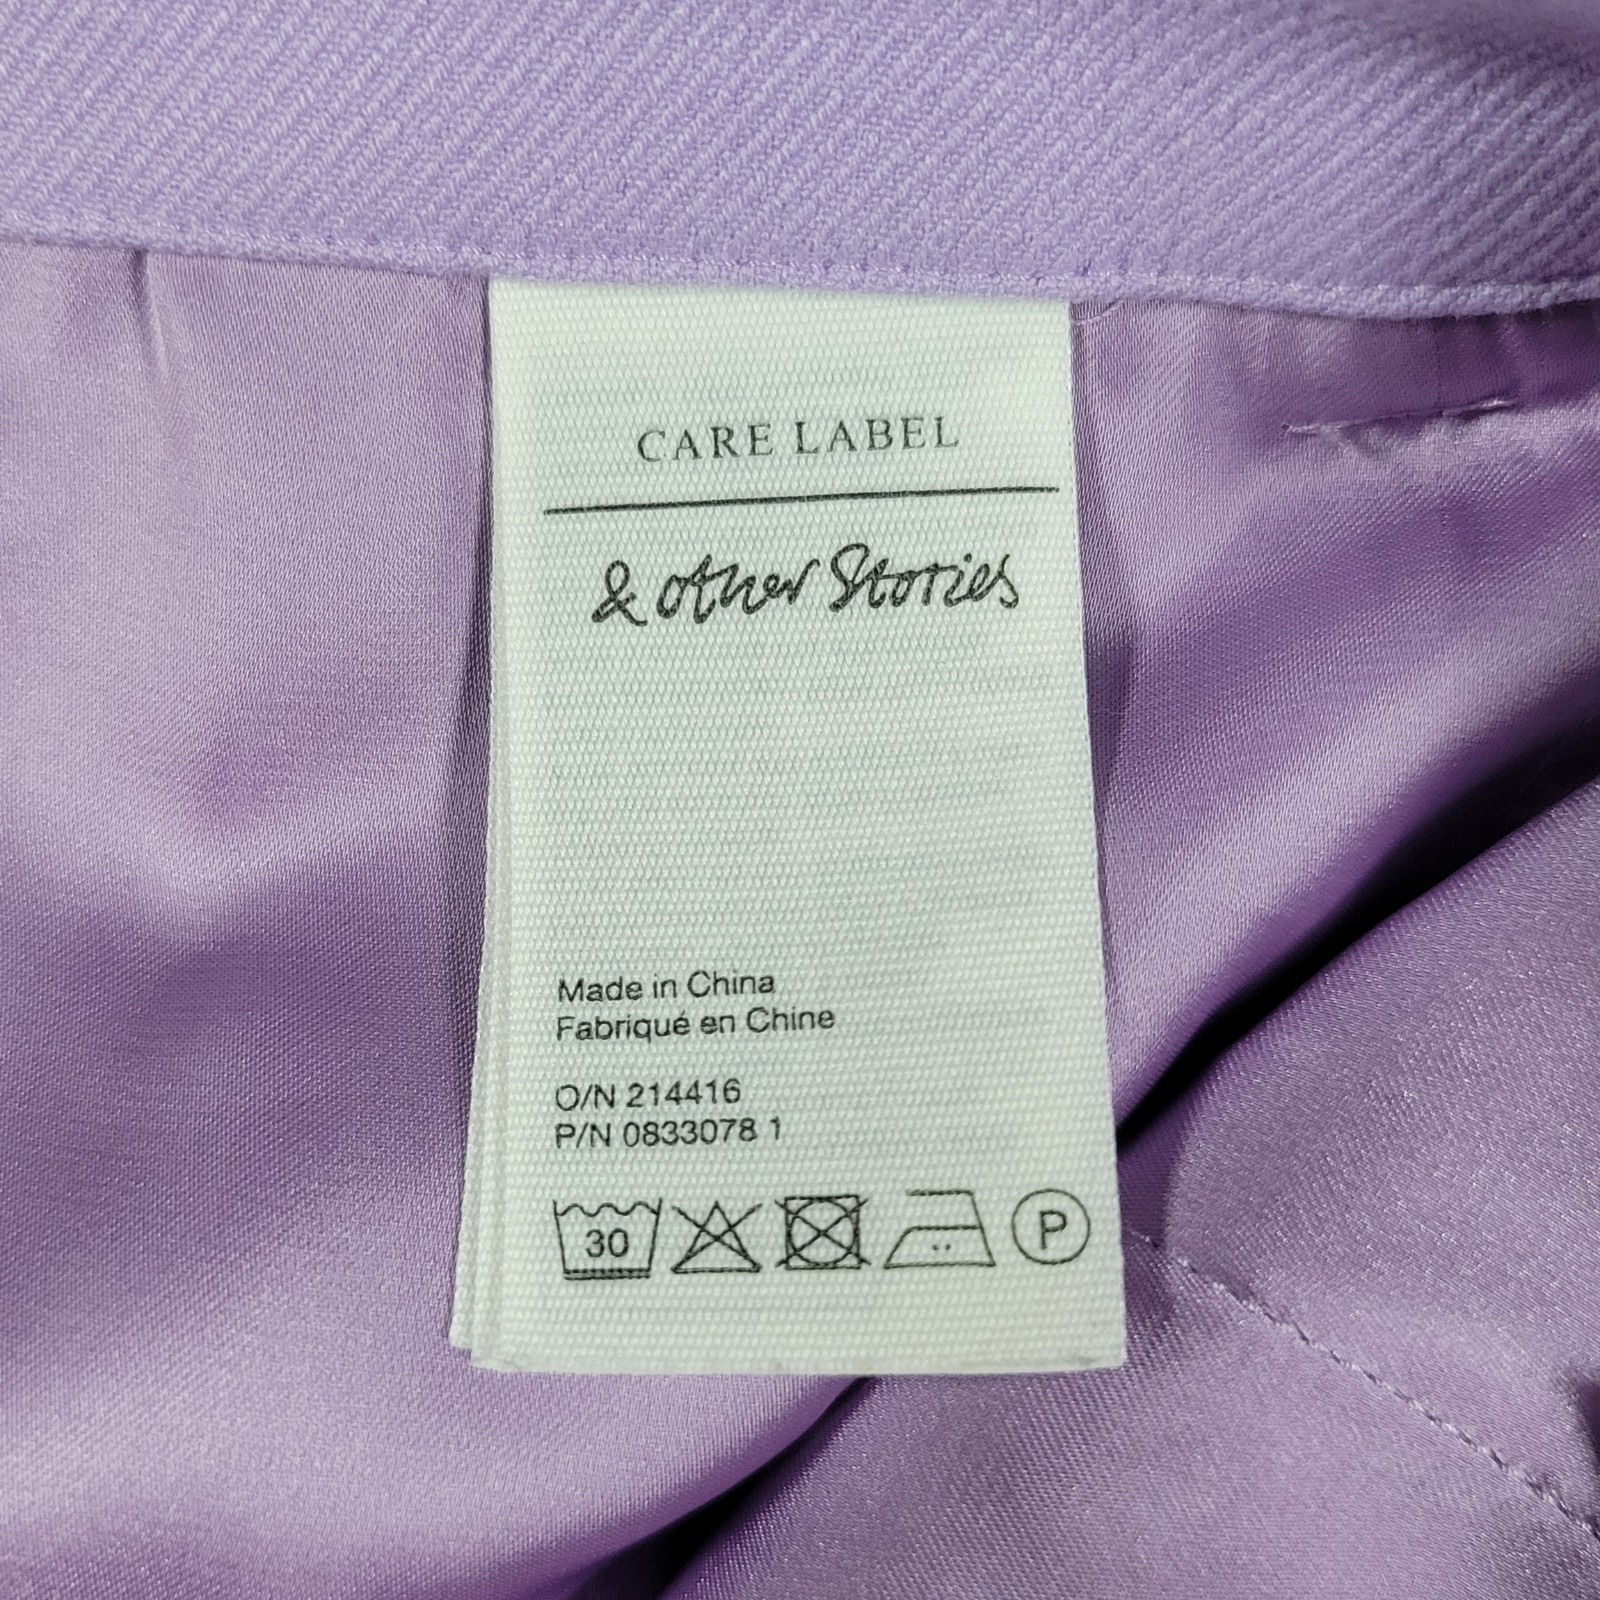 CARE LABEL
& other Stories
Made in China
Fabriqué en Chine
O/N 214416
P/N 0833078 1
30
P